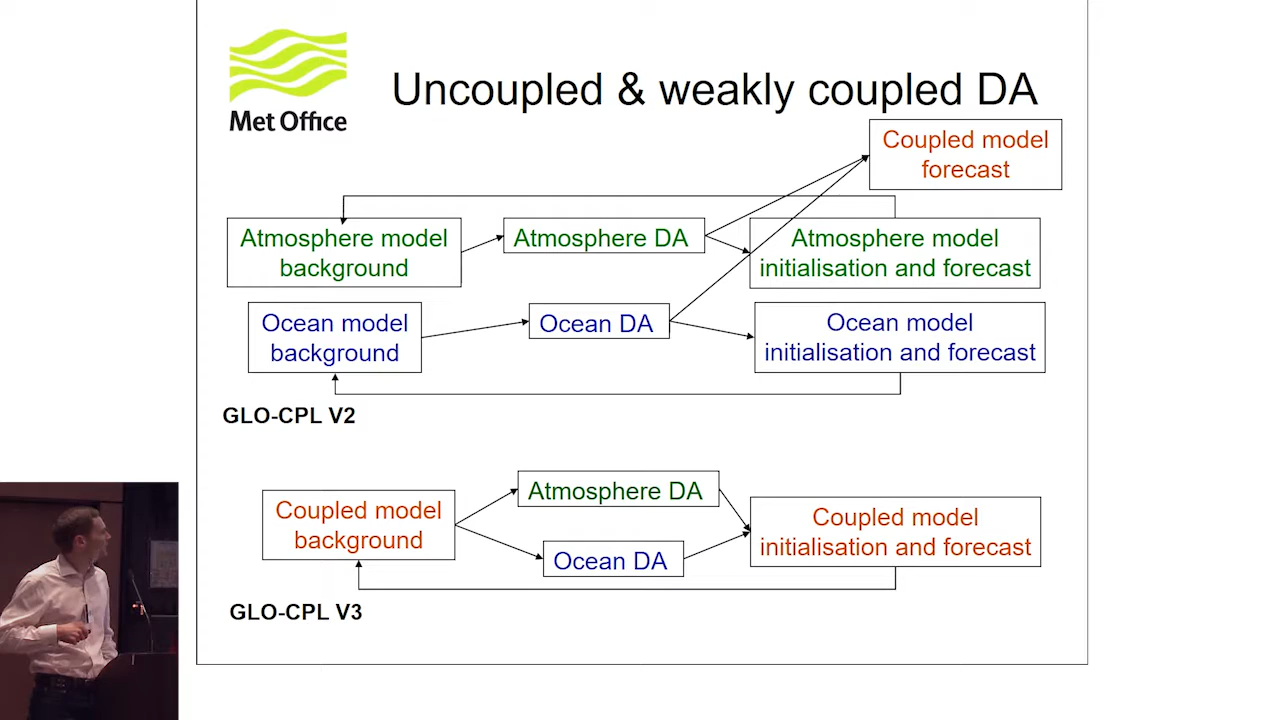 Met Office
Uncoupled & weakly coupled DA
Coupled model
forecast
Atmosphere model
background
Atmosphere DA
Atmosphere model
initialisation and forecast
Ocean model
background
Ocean DA
Ocean model
initialisation and forecast
GLO-CPL V2
Coupled model
background
Atmosphere DA
Ocean DA
Coupled model
initialisation and forecast
GLO-CPL V3